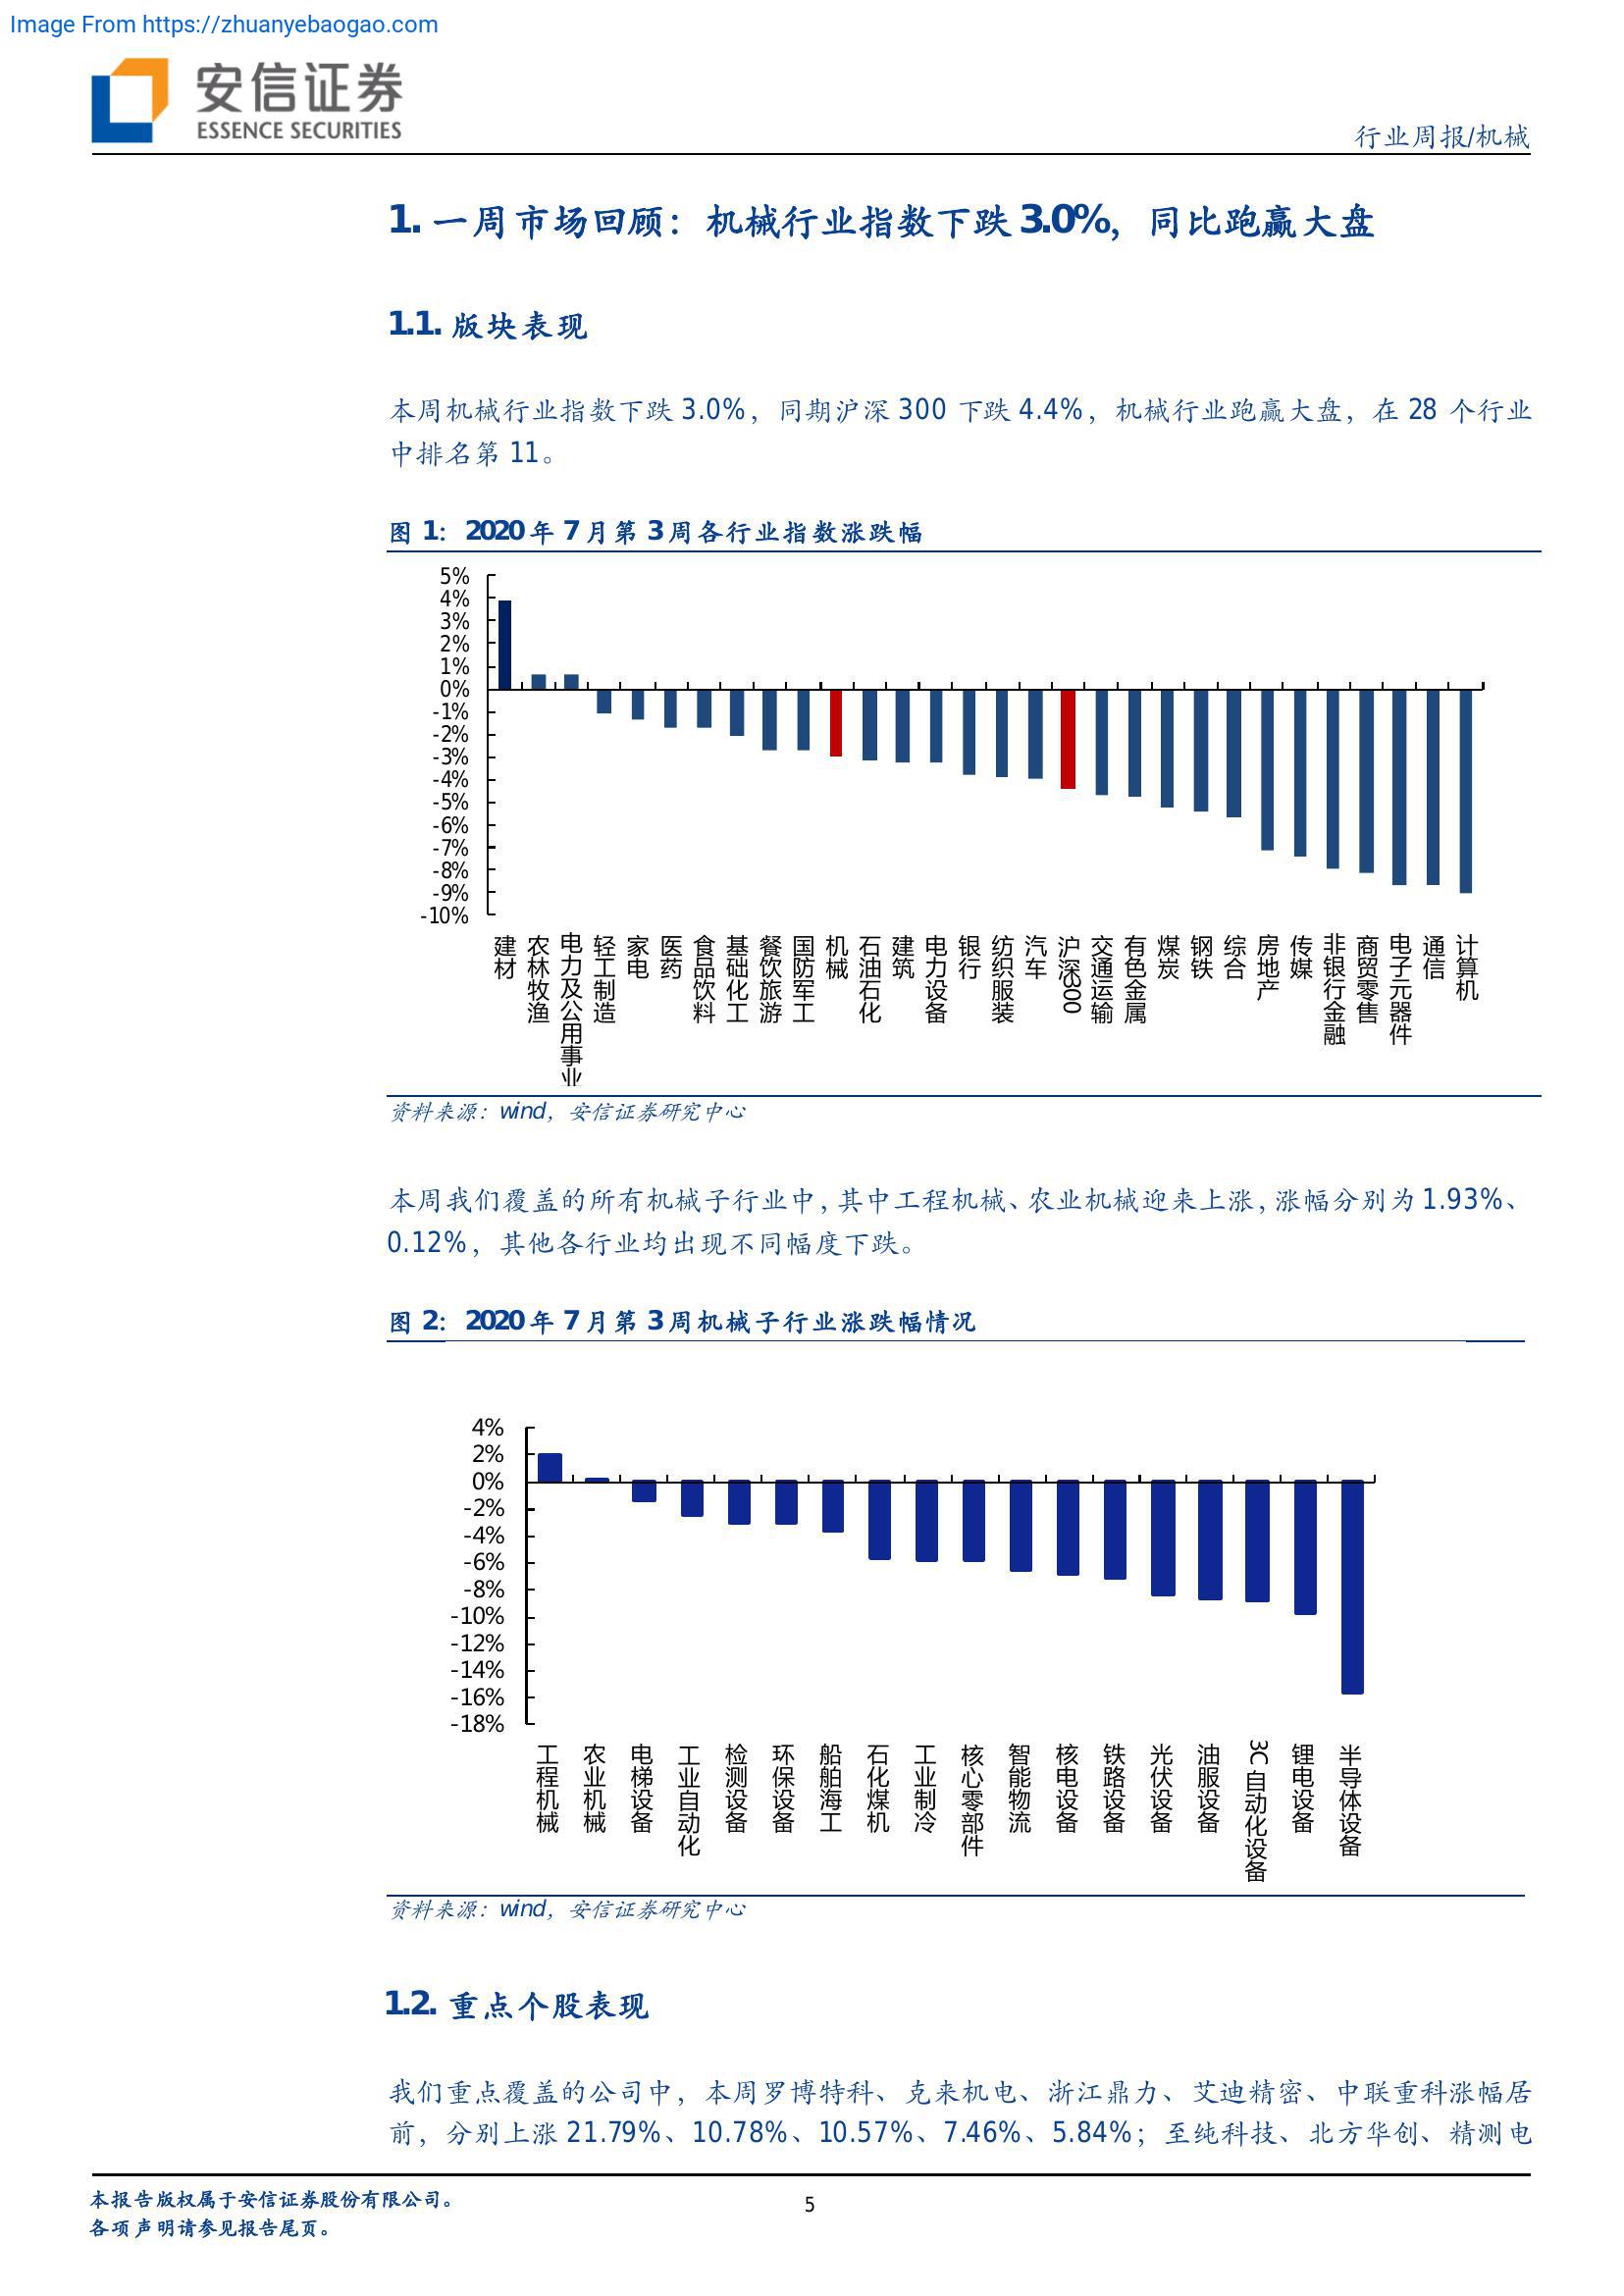 Image From https://zhuanyebaogao.com
安信证券
ESSENCE SECURITIES
行业周报/机械
1. 一周市场回顾：机械行业指数下跌 3.0%，同比跑赢大盘
1.1. 版块表现
本周机械行业指数下跌 3.0%，同期沪深 300 下跌 4.4%，机械行业跑赢大盘，在 28 个行业
中排名第 11。
图 1：2020 年 7 月第 3 周各行业指数涨跌幅
5%
4%
3%
2%
1%
0%
-1%
-2%
-3%
-4%
-5%
-6%
-7%
-8%
-9%
-10%
建材
农林牧渔
电力及公用事业
轻工制造
家电
医药
食品饮料
基础化工
餐饮旅游
国防军工
机械
石油石化
建筑
电力设备
银行
纺织服装
汽车
沪深300
交通运输
有色金属
煤炭
钢铁
综合
房地产
传媒
非银行金融
商贸零售
电子元器件
通信
计算机
资料来源：wind，安信证券研究中心
本周我们覆盖的所有机械子行业中，其中工程机械、农业机械迎来上涨，涨幅分别为 1.93%、
0.12%，其他各行业均出现不同幅度下跌。
图 2：2020 年 7 月第 3 周机械子行业涨跌幅情况
4%
2%
0%
-2%
-4%
-6%
-8%
-10%
-12%
-14%
-16%
-18%
工程机械
农业机械
电梯设备
工业自动化
检测设备
环保设备
船舶海工
石化煤机
工业制冷
核心零部件
智能物流
核电设备
铁路设备
光伏设备
油服设备
3C 自动化设备
锂电设备
半导体设备
资料来源：wind，安信证券研究中心
1.2. 重点个股表现
我们重点覆盖的公司中，本周罗博特科、克来机电、浙江鼎力、艾迪精密、中联重科涨幅居
前，分别上涨 21.79%、10.78%、10.57%、7.46%、5.84%；至纯科技、北方华创、精测电
本报告版权属于安信证券股份有限公司。
各项声明请参见报告尾页。
5